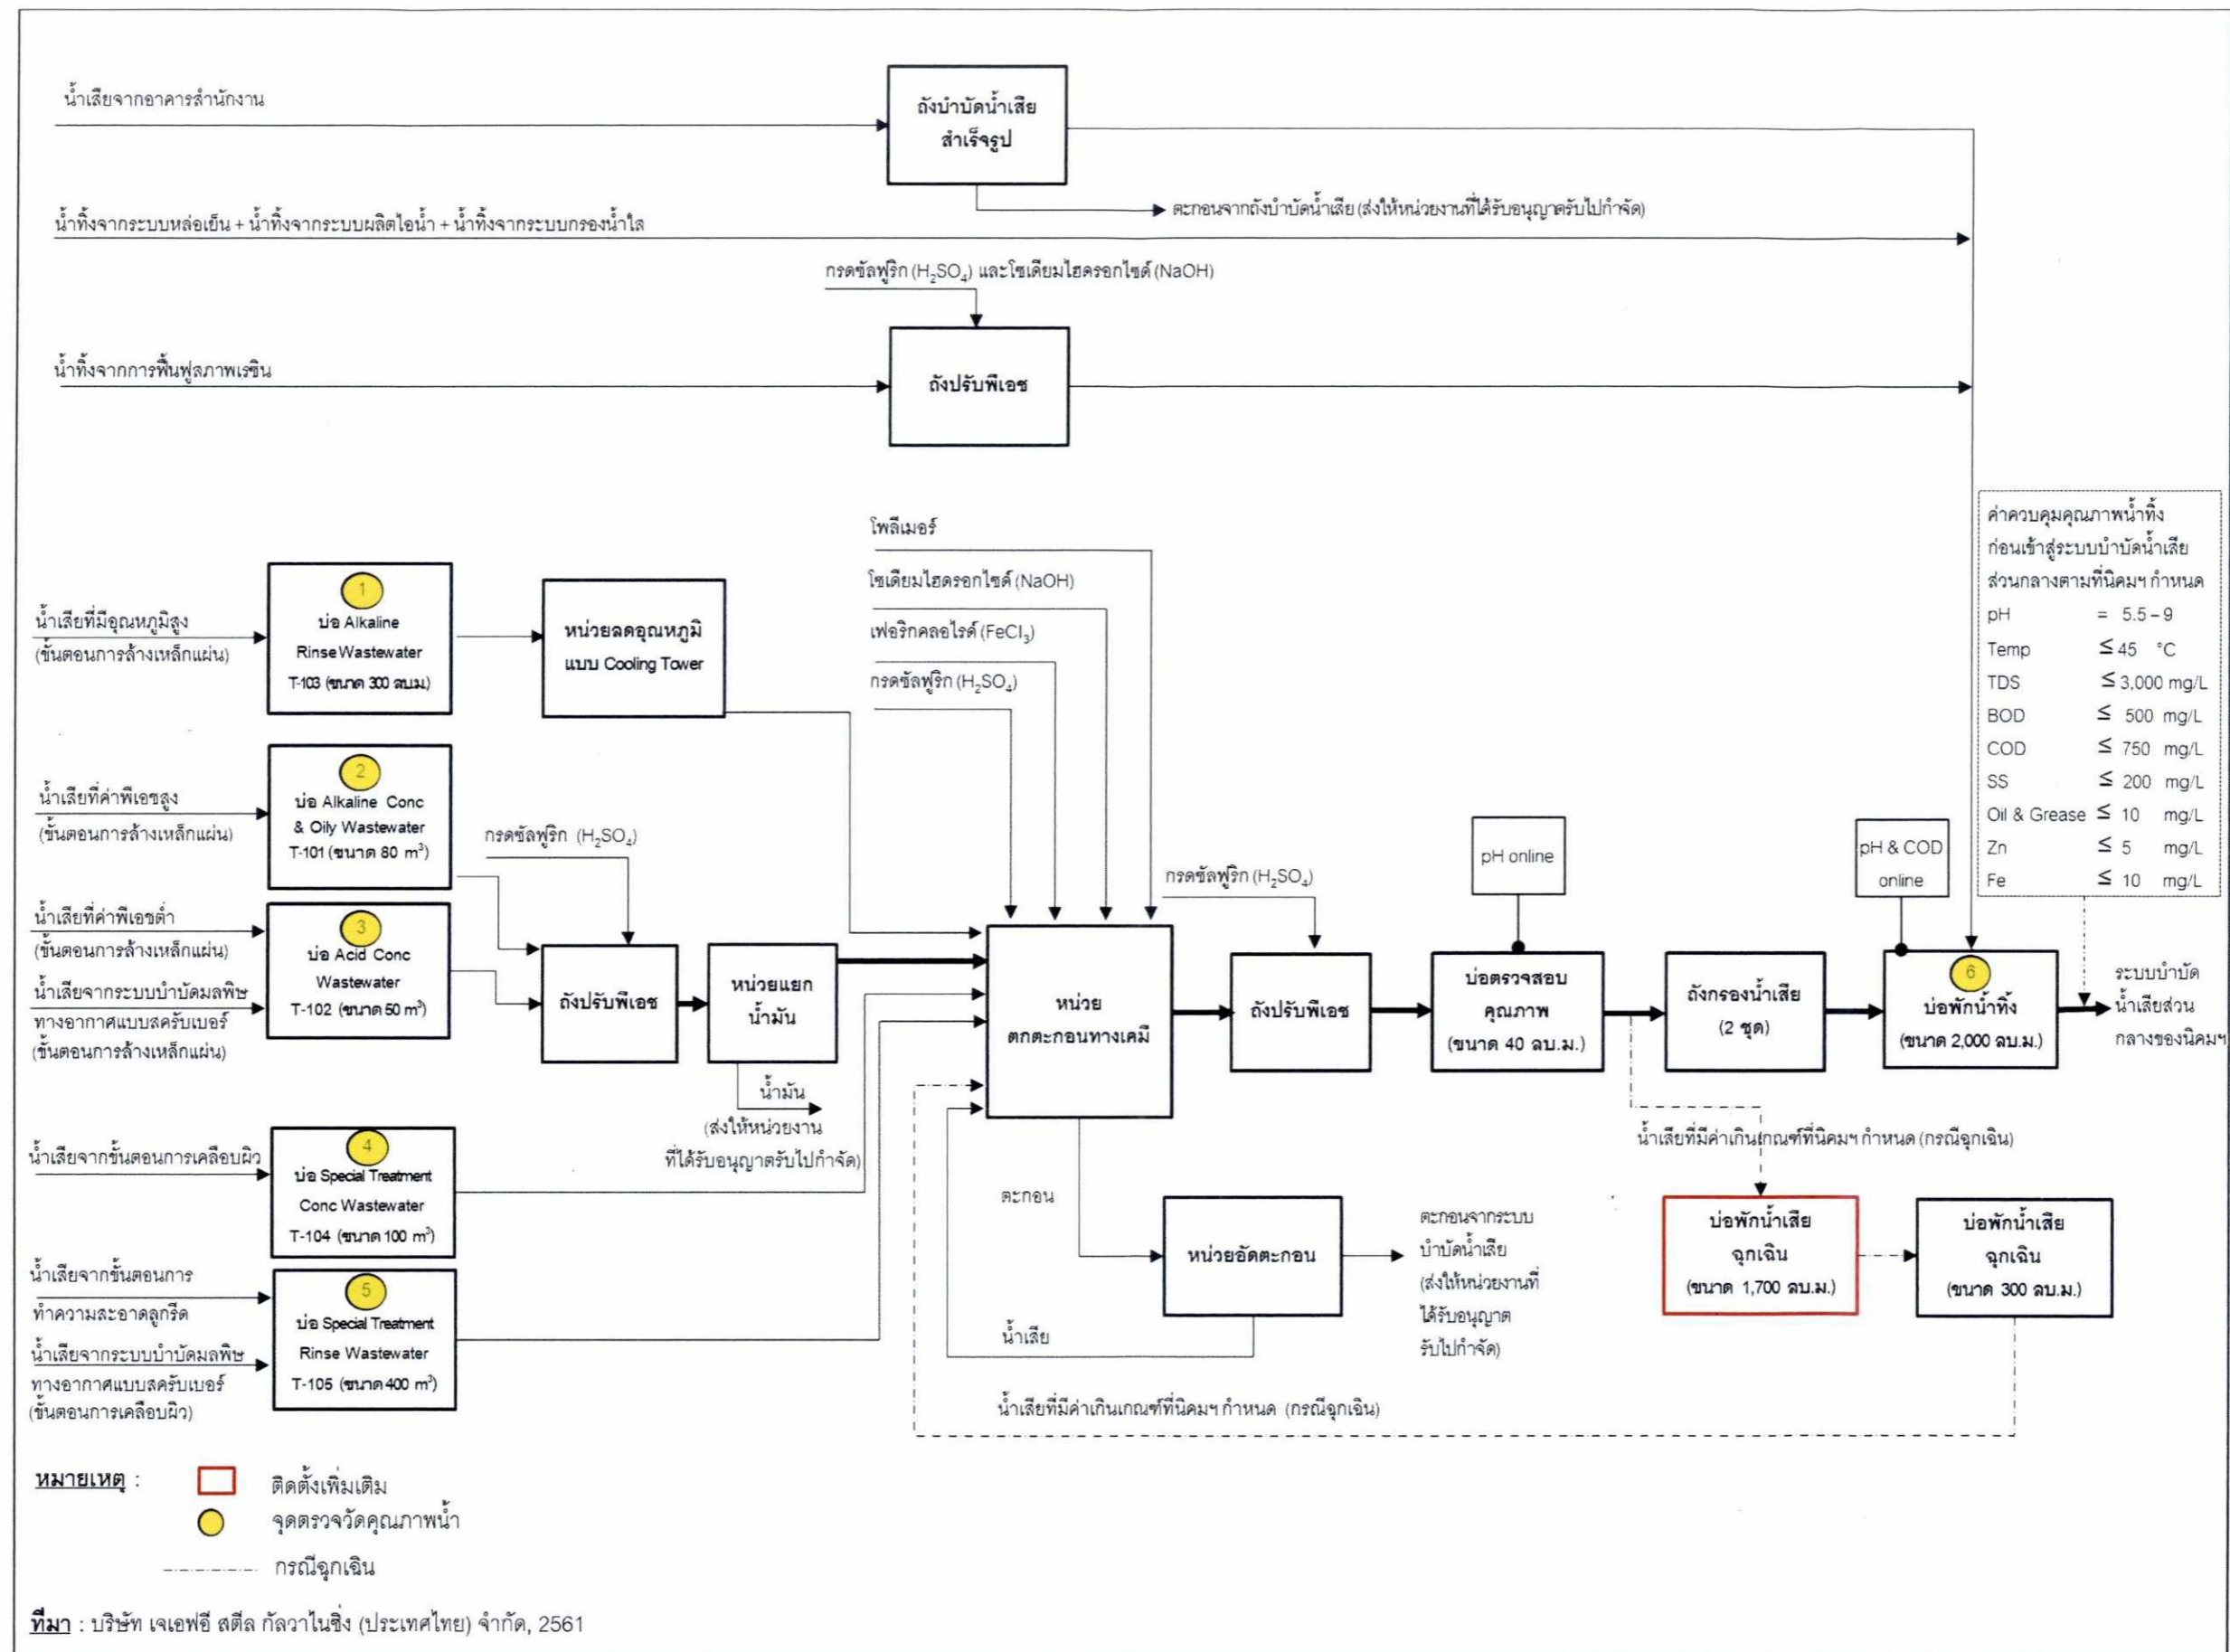 น้ำเสียจากอาคารสำนักงาน
ถังบำบัดน้ำเสีย
สำเร็จรูป
ตะกอนจากถังบำบัดน้ำเสีย (ส่งให้หน่วยงานที่ได้รับอนุญาตรับไปกำจัด)
น้ำทิ้งจากระบบหล่อเย็น + น้ำทิ้งจากระบบผลิตไอน้ำ + น้ำทิ้งจากระบบกรองน้ำใส
กรดซัลฟูริก (H₂SO₄) และโซเดียมไฮดรอกไซด์ (NaOH)
น้ำทิ้งจากการฟื้นฟูสภาพเรซิน
ถังปรับพีเอช
ค่าควบคุมคุณภาพน้ำทิ้ง
ก่อนเข้าสู่ระบบบำบัดน้ำเสีย
ส่วนกลางตามที่นิคมฯ กำหนด
pH = 5.5 – 9
Temp ≤ 45 °C
TDS ≤ 3,000 mg/L
BOD ≤ 500 mg/L
COD ≤ 750 mg/L
SS ≤ 200 mg/L
Oil & Grease ≤ 10 mg/L
Zn ≤ 5 mg/L
Fe ≤ 10 mg/L
โพลีเมอร์
โซเดียมไฮดรอกไซด์ (NaOH)
เฟอริกคลอไรด์ (FeCl₃)
กรดซัลฟูริก (H₂SO₄)
น้ำเสียที่มีอุณหภูมิสูง
(ขั้นตอนการล้างเหล็กแผ่น)
1
บ่อ Alkaline
Rinse Wastewater
T-103 (ขนาด 300 ลบ.ม.)
หน่วยลดอุณหภูมิ
แบบ Cooling Tower
น้ำเสียที่ค่าพีเอชสูง
(ขั้นตอนการล้างเหล็กแผ่น)
2
บ่อ Alkaline Conc
& Oily Wastewater
T-101 (ขนาด 80 m³)
กรดซัลฟูริก (H₂SO₄)
น้ำเสียที่ค่าพีเอชต่ำ
(ขั้นตอนการล้างเหล็กแผ่น)
น้ำเสียจากระบบบำบัดมลพิษ
ทางอากาศแบบสครับเบอร์
(ขั้นตอนการล้างเหล็กแผ่น)
3
บ่อ Acid Conc
Wastewater
T-102 (ขนาด 50 m³)
ถังปรับพีเอช
หน่วยแยก
น้ำมัน
น้ำมัน
(ส่งให้หน่วยงาน
ที่ได้รับอนุญาตรับไปกำจัด)
หน่วย
ตกตะกอนทางเคมี
กรดซัลฟูริก (H₂SO₄)
ถังปรับพีเอช
pH online
บ่อตรวจสอบ
คุณภาพ
(ขนาด 40 ลบ.ม.)
ถังกรองน้ำเสีย
(2 ชุด)
pH & COD
online
6
บ่อพักน้ำทิ้ง
(ขนาด 2,000 ลบ.ม.)
ระบบบำบัด
น้ำเสียส่วน
กลางของนิคมฯ
น้ำเสียที่มีค่าเกินเกณฑ์ที่นิคมฯ กำหนด (กรณีฉุกเฉิน)
น้ำเสียจากขั้นตอนการเคลือบผิว
4
บ่อ Special Treatment
Conc Wastewater
T-104 (ขนาด 100 m³)
น้ำเสียจากขั้นตอนการ
ทำความสะอาดลูกรีด
น้ำเสียจากระบบบำบัดมลพิษ
ทางอากาศแบบสครับเบอร์
(ขั้นตอนการเคลือบผิว)
5
บ่อ Special Treatment
Rinse Wastewater
T-105 (ขนาด 400 m³)
ตะกอน
หน่วยอัดตะกอน
น้ำเสีย
ตะกอนจากระบบ
บำบัดน้ำเสีย
(ส่งให้หน่วยงานที่
ได้รับอนุญาต
รับไปกำจัด)
บ่อพักน้ำเสีย
ฉุกเฉิน
(ขนาด 1,700 ลบ.ม.)
บ่อพักน้ำเสีย
ฉุกเฉิน
(ขนาด 300 ลบ.ม.)
น้ำเสียที่มีค่าเกินเกณฑ์ที่นิคมฯ กำหนด (กรณีฉุกเฉิน)
หมายเหตุ :
ติดตั้งเพิ่มเติม
จุดตรวจวัดคุณภาพน้ำ
กรณีฉุกเฉิน
ที่มา : บริษัท เจเอฟอี สตีล กัลวาไนซิ่ง (ประเทศไทย) จำกัด, 2561